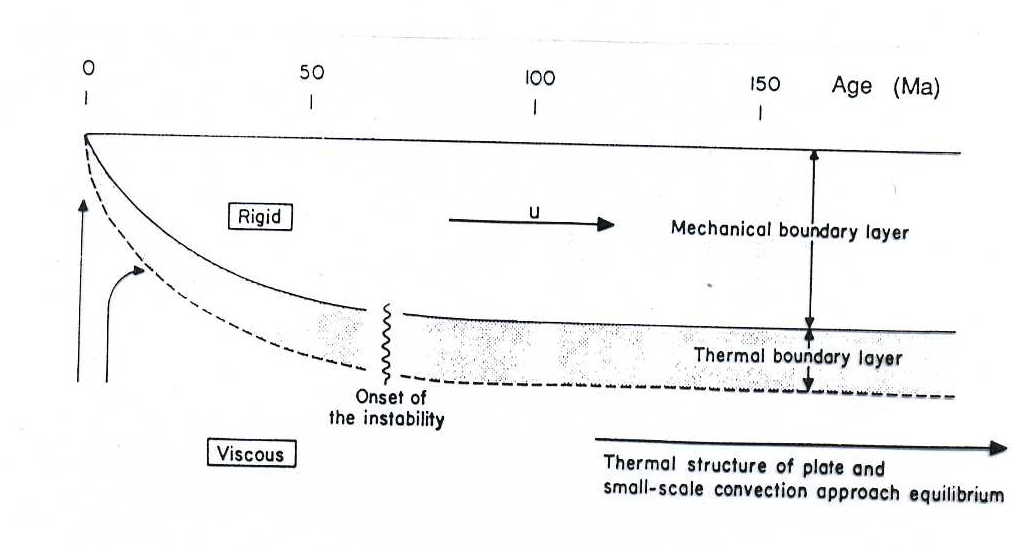 0 50 100 150 Age (Ma)
Rigid
u
Mechanical boundary layer
Thermal boundary layer
Onset of
the instability
Viscous
Thermal structure of plate and
small-scale convection approach equilibrium